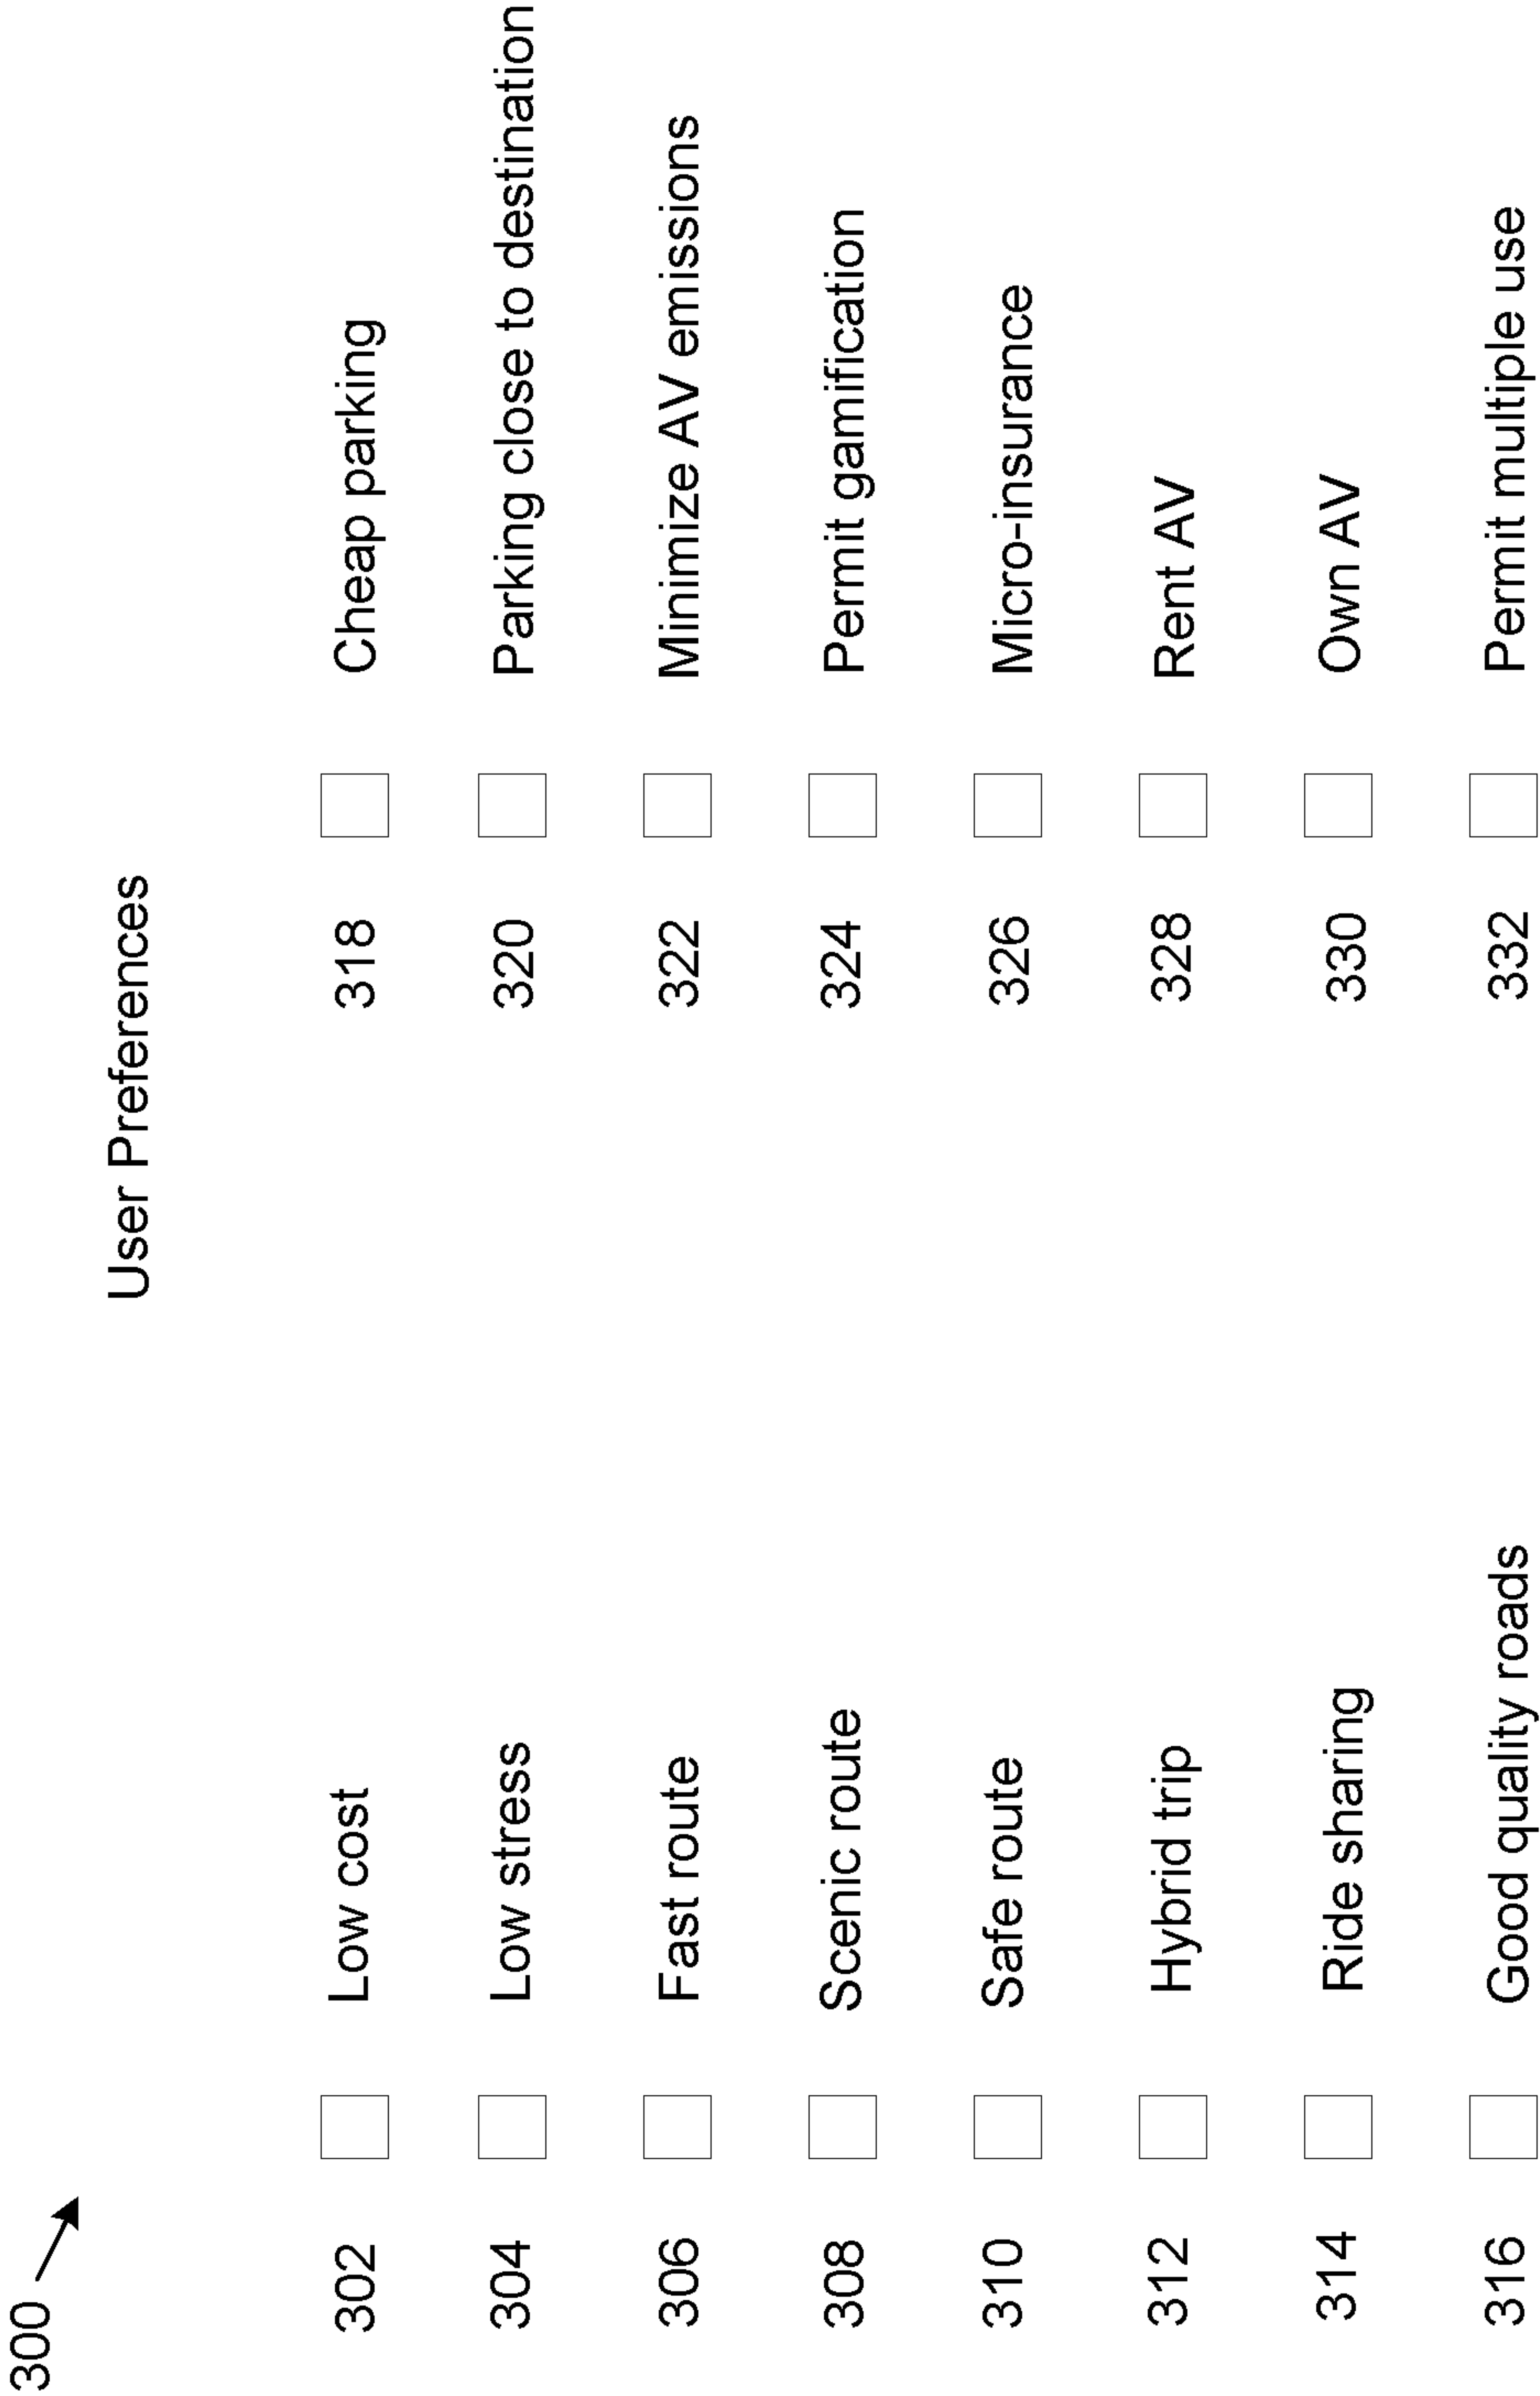 300
User Preferences
302 Low cost 318 Cheap parking
304 Low stress 320 Parking close to destination
306 Fast route 322 Minimize AV emissions
308 Scenic route 324 Permit gamification
310 Safe route 326 Micro-insurance
312 Hybrid trip 328 Rent AV
314 Ride sharing 330 Own AV
316 Good quality roads 332 Permit multiple use